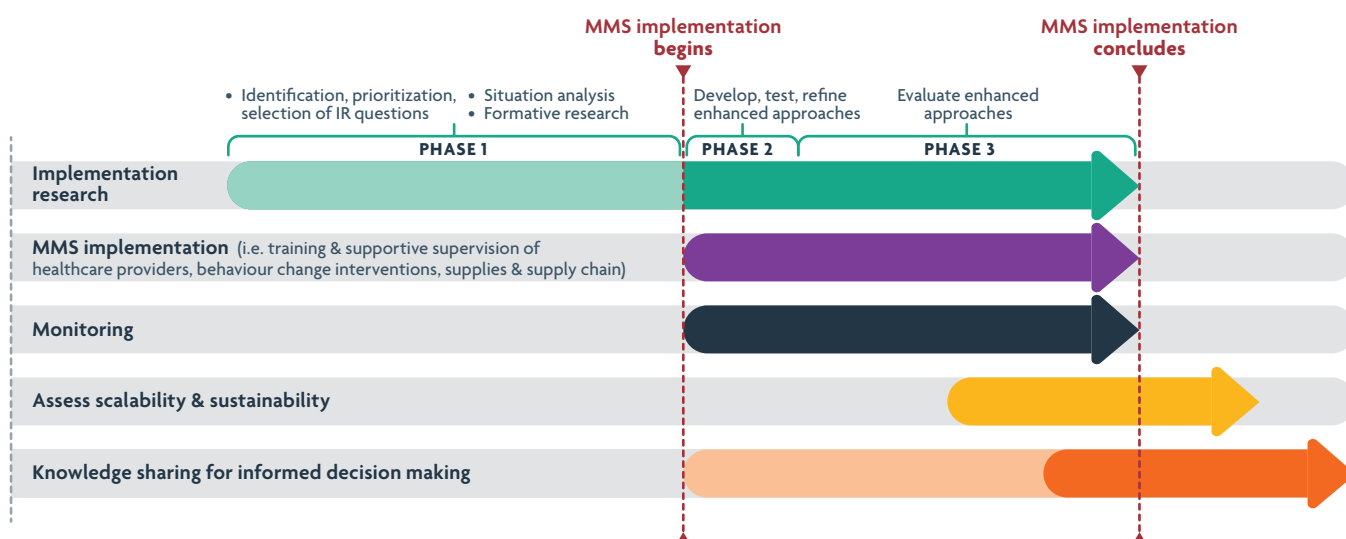 MMS implementation
begins
MMS implementation
concludes
• Identification, prioritization,
selection of IR questions
• Situation analysis
• Formative research
Develop, test, refine
enhanced approaches
Evaluate enhanced
approaches
PHASE 1
PHASE 2
PHASE 3
Implementation
research
MMS implementation (i.e. training & supportive supervision of
healthcare providers, behaviour change interventions, supplies & supply chain)
Monitoring
Assess scalability & sustainability
Knowledge sharing for informed decision making